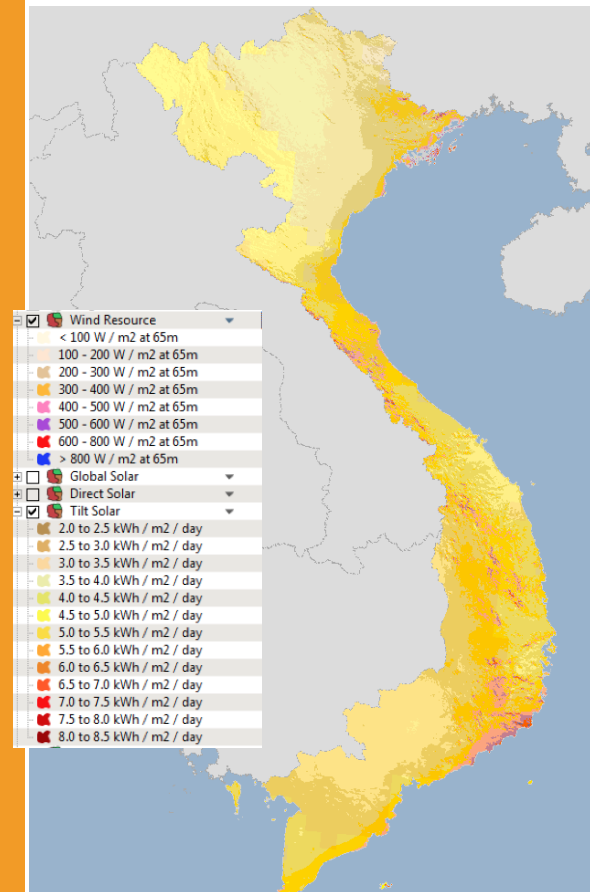 Wind Resource
< 100 W / m2 at 65m
100 - 200 W / m2 at 65m
200 - 300 W / m2 at 65m
300 - 400 W / m2 at 65m
400 - 500 W / m2 at 65m
500 - 600 W / m2 at 65m
600 - 800 W / m2 at 65m
> 800 W / m2 at 65m
Global Solar
Direct Solar
Tilt Solar
2.0 to 2.5 kWh / m2 / day
2.5 to 3.0 kWh / m2 / day
3.0 to 3.5 kWh / m2 / day
3.5 to 4.0 kWh / m2 / day
4.0 to 4.5 kWh / m2 / day
4.5 to 5.0 kWh / m2 / day
5.0 to 5.5 kWh / m2 / day
5.5 to 6.0 kWh / m2 / day
6.0 to 6.5 kWh / m2 / day
6.5 to 7.0 kWh / m2 / day
7.0 to 7.5 kWh / m2 / day
7.5 to 8.0 kWh / m2 / day
8.0 to 8.5 kWh / m2 / day